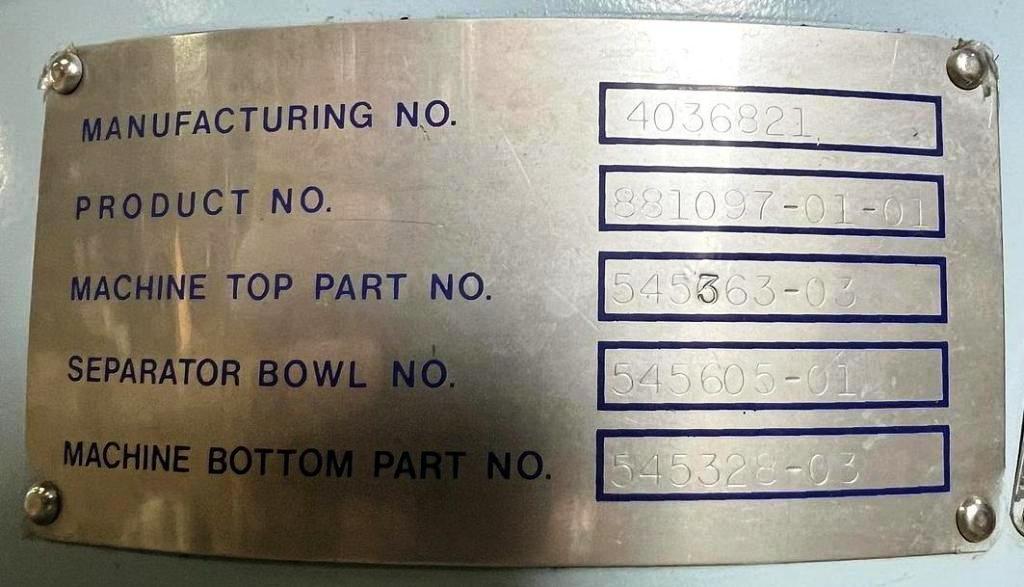 MANUFACTURING NO. 4036821
PRODUCT NO. 881097-01-01
MACHINE TOP PART NO. 545363-03
SEPARATOR BOWL NO. 545605-01
MACHINE BOTTOM PART NO. 545328-03